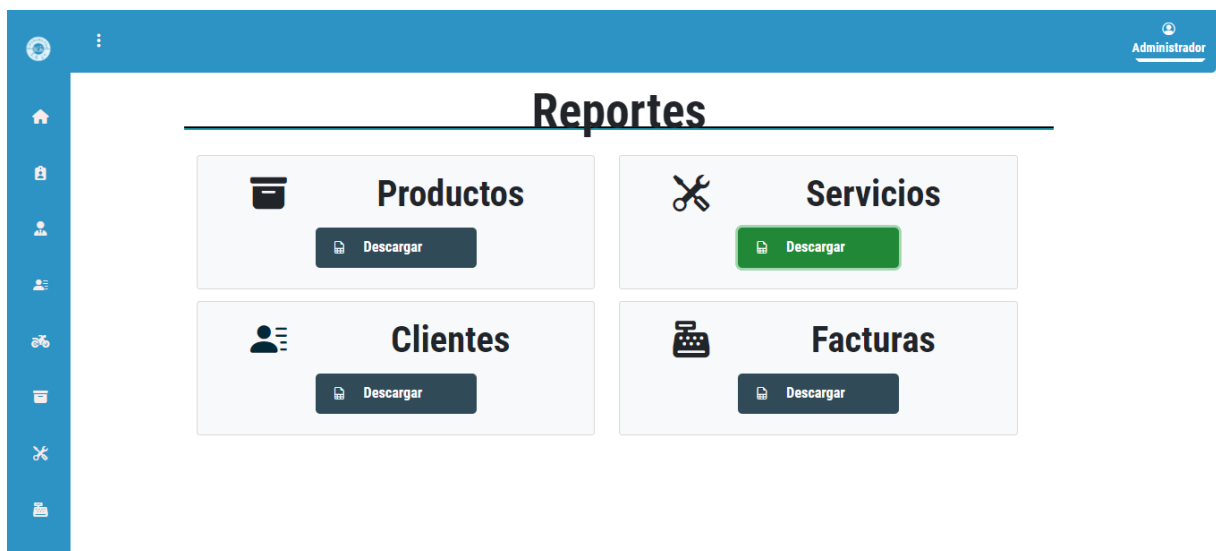 Administrador
Reportes
Productos
Descargar
Servicios
Descargar
Clientes
Descargar
Facturas
Descargar